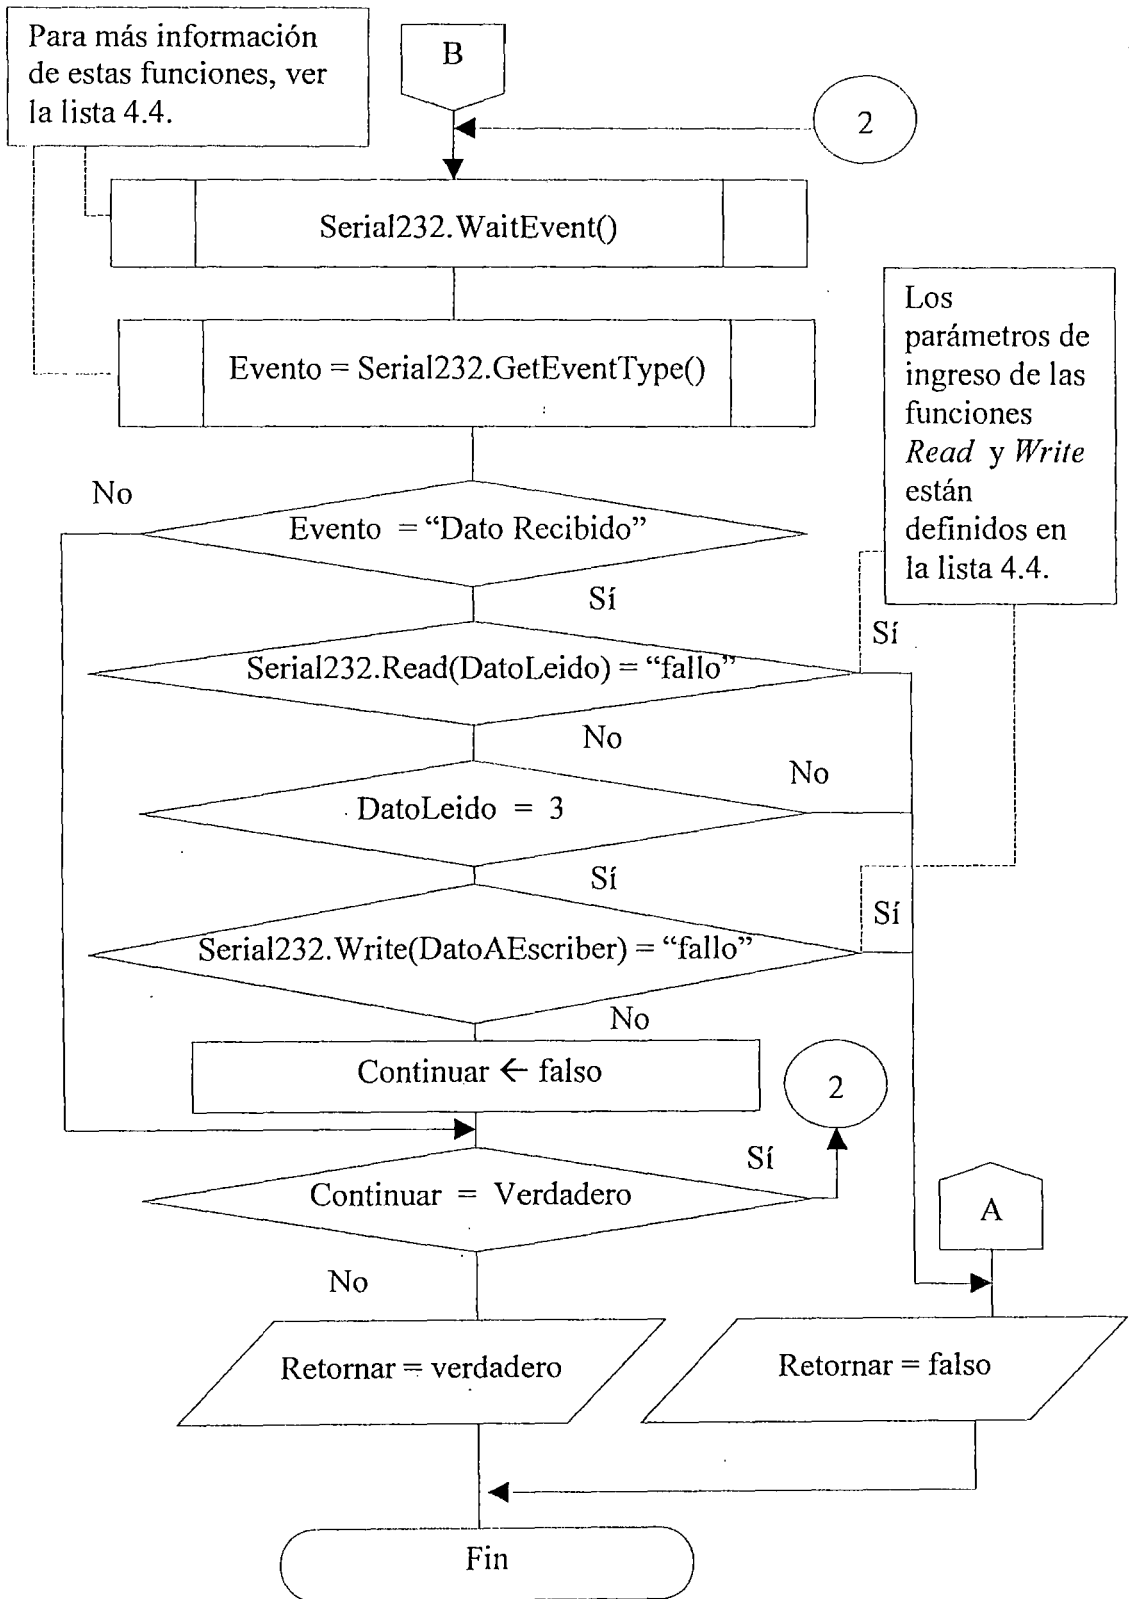 Para más información
de estas funciones, ver
la lista 4.4.
B
2
Serial232.WaitEvent()
Evento = Serial232.GetEventType()
Los
parámetros de
ingreso de las
funciones
Read y Write
están
definidos en
la lista 4.4.
No
Evento = “Dato Recibido”
Sí
Sí
Serial232.Read(DatoLeido) = “fallo”
No
No
DatoLeido = 3
Sí
Sí
Serial232.Write(DatoAEscriber) = “fallo”
No
Continuar ← falso
2
Sí
Continuar = Verdadero
A
No
Retornar = verdadero
Retornar = falso
Fin